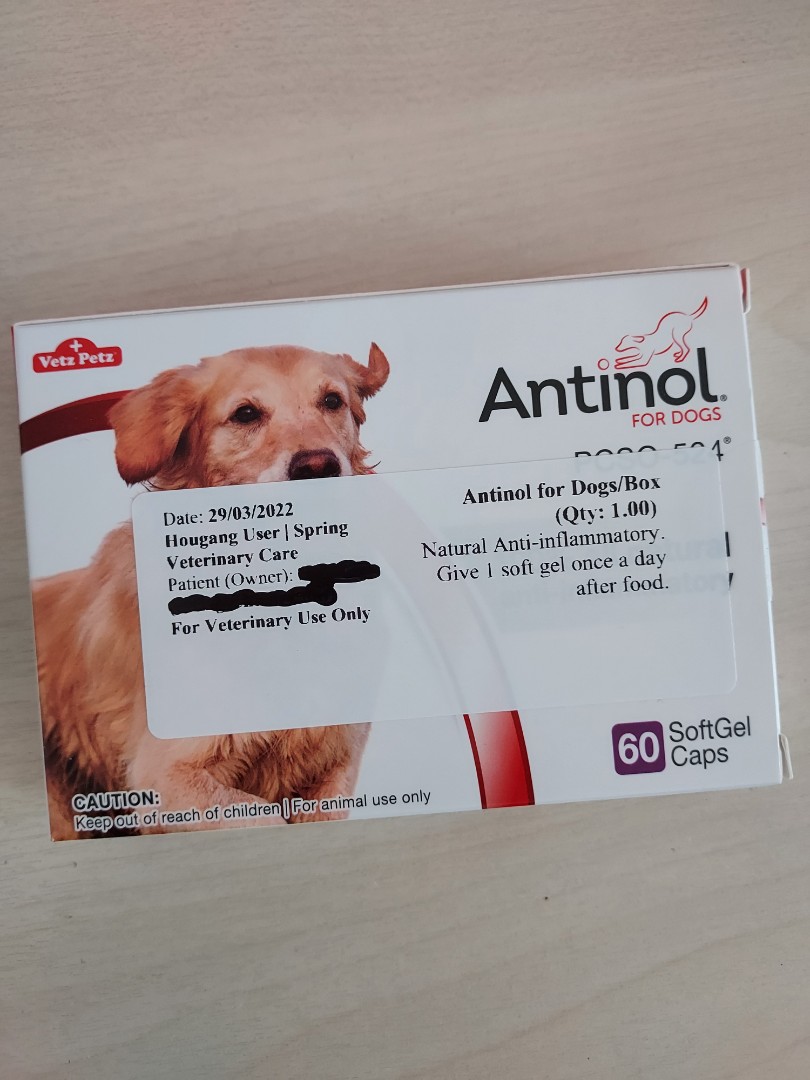 Vetz Petz
Antinol®
FOR DOGS
Date: 29/03/2022
Hougang User | Spring
Veterinary Care
Patient (Owner):
For Veterinary Use Only
Antinol for Dogs/Box
(Qty: 1.00)
Natural Anti-inflammatory.
Give 1 soft gel once a day
after food.
60 SoftGel
Caps
CAUTION:
Keep out of reach of children | For animal use only